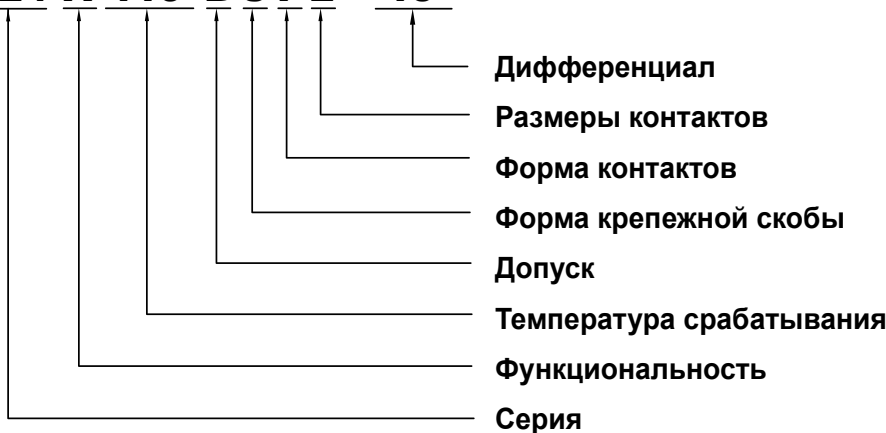 Дифференциал
Размеры контактов
Форма контактов
Форма крепежной скобы
Допуск
Температура срабатывания
Функциональность
Серия